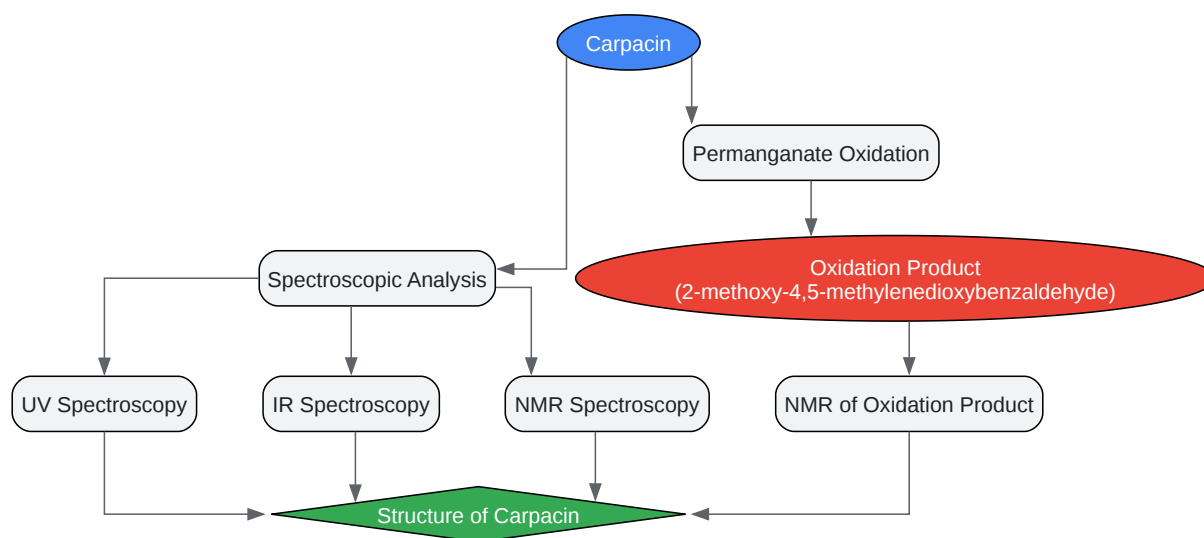 Carpacin
Permanganate Oxidation
Oxidation Product
(2-methoxy-4,5-methylenedioxybenzaldehyde)
Spectroscopic Analysis
UV Spectroscopy
IR Spectroscopy
NMR Spectroscopy
NMR of Oxidation Product
Structure of Carpacin